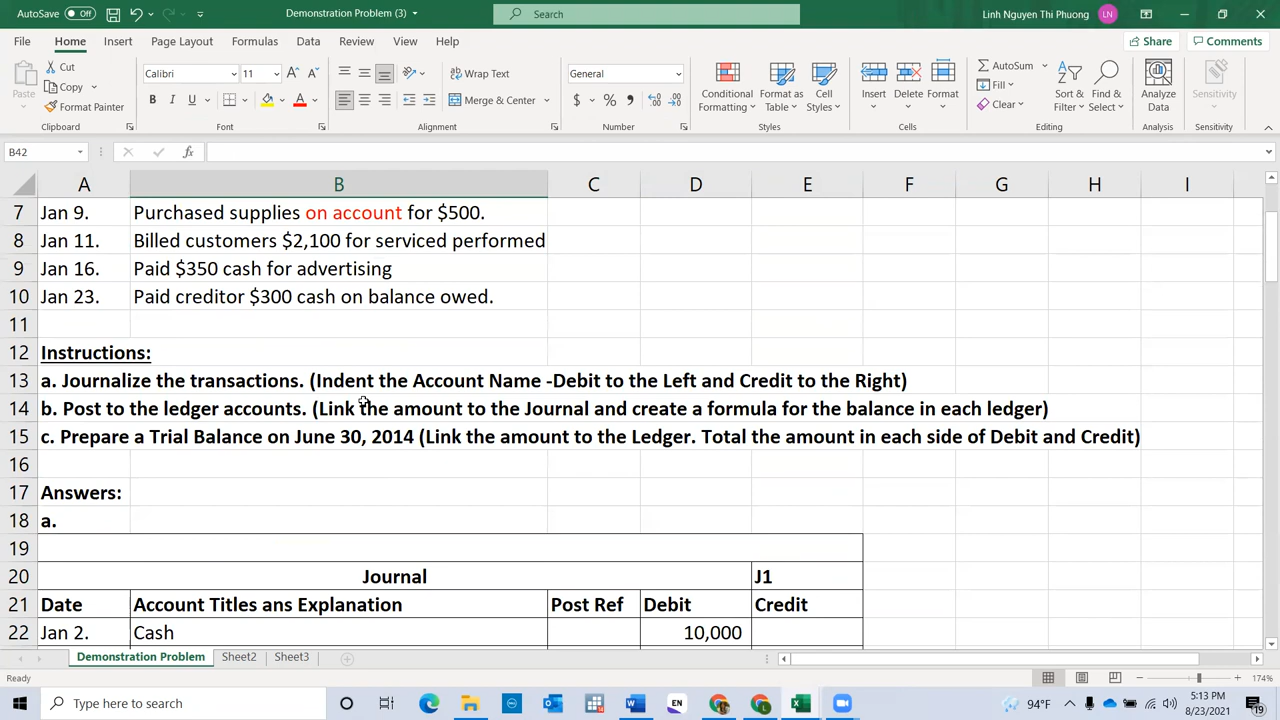 AutoSave Off
Demonstration Problem (3)
Search
Linh Nguyen Thi Phuong
LN
File Home Insert Page Layout Formulas Data Review View Help
Share Comments
Paste
Cut
Copy
Format Painter
Clipboard
Calibri 11
B I U
Font
Wrap Text
Merge & Center
Alignment
General
$ % 9
Number
Conditional Formatting
Format as Table
Cell Styles
Styles
Insert Delete Format
Cells
AutoSum
Fill
Clear
Sort & Filter
Find & Select
Editing
Analyze Data
Analysis
Sensitivity
Sensitivity
B42 fx
A B C D E F G H I
7 Jan 9. Purchased supplies on account for $500.
8 Jan 11. Billed customers $2,100 for serviced performed
9 Jan 16. Paid $350 cash for advertising
10 Jan 23. Paid creditor $300 cash on balance owed.
11
12 Instructions:
13 a. Journalize the transactions. (Indent the Account Name -Debit to the Left and Credit to the Right)
14 b. Post to the ledger accounts. (Link the amount to the Journal and create a formula for the balance in each ledger)
15 c. Prepare a Trial Balance on June 30, 2014 (Link the amount to the Ledger. Total the amount in each side of Debit and Credit)
16
17 Answers:
18 a.
19
20 Journal J1
21 Date Account Titles ans Explanation Post Ref Debit Credit
22 Jan 2. Cash 10,000
Demonstration Problem Sheet2 Sheet3
Ready
174%
Type here to search
EN
94°F
5:13 PM
8/23/2021
19